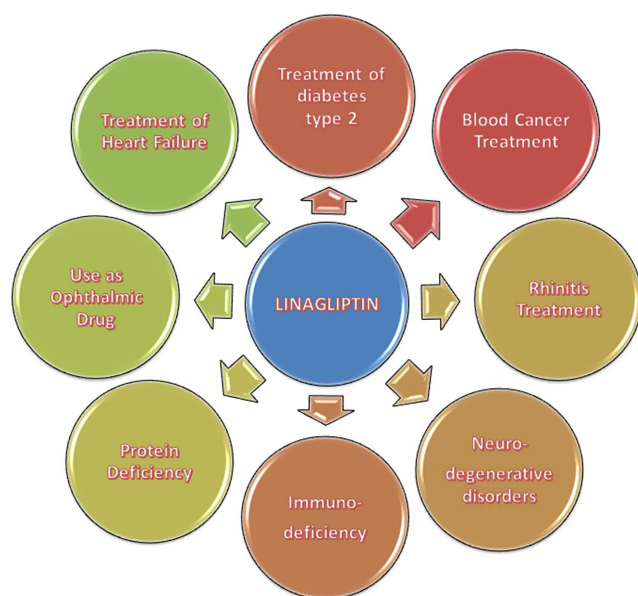 Treatment of
diabetes
type 2
Blood Cancer
Treatment
Rhinitis
Treatment
Neuro-
degenerative
disorders
Immuno-
deficiency
Protein
Deficiency
Use as
Ophthalmic
Drug
Treatment of
Heart Failure
LINAGLIPTIN